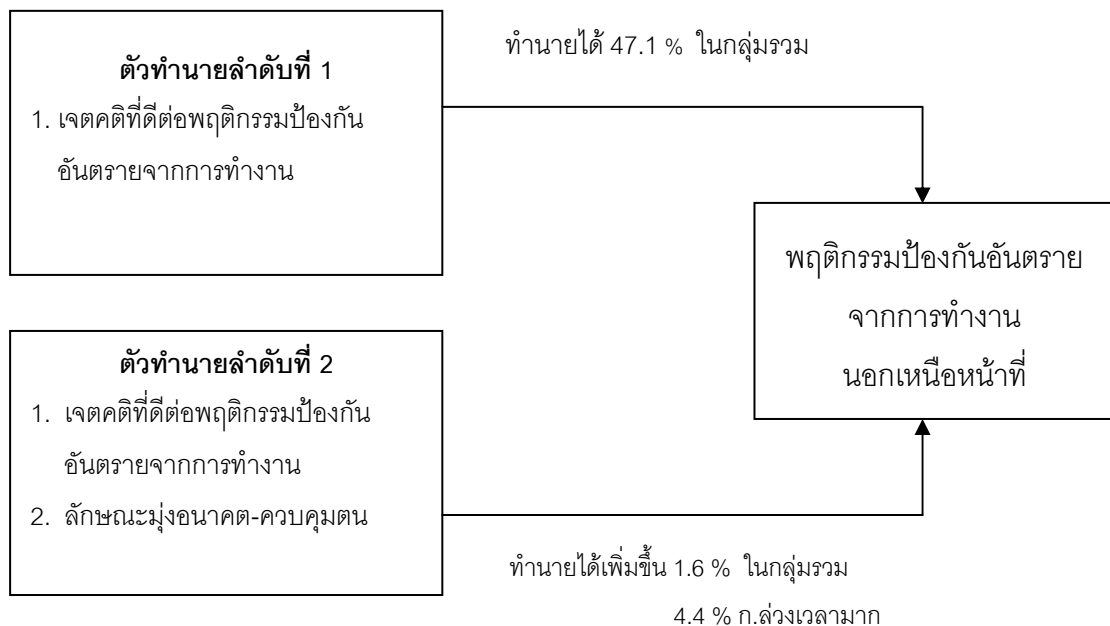 ตัวทำนายลำดับที่ 1
1. เจตคติที่ดีต่อพฤติกรรมป้องกัน
อันตรายจากการทำงาน
ทำนายได้ 47.1 % ในกลุ่มรวม
พฤติกรรมป้องกันอันตราย
จากการทำงาน
นอกเหนือหน้าที่
ตัวทำนายลำดับที่ 2
1. เจตคติที่ดีต่อพฤติกรรมป้องกัน
อันตรายจากการทำงาน
2. ลักษณะมุ่งอนาคต-ควบคุมตน
ทำนายได้เพิ่มขึ้น 1.6 % ในกลุ่มรวม
4.4 % ก.ล่วงเวลามาก